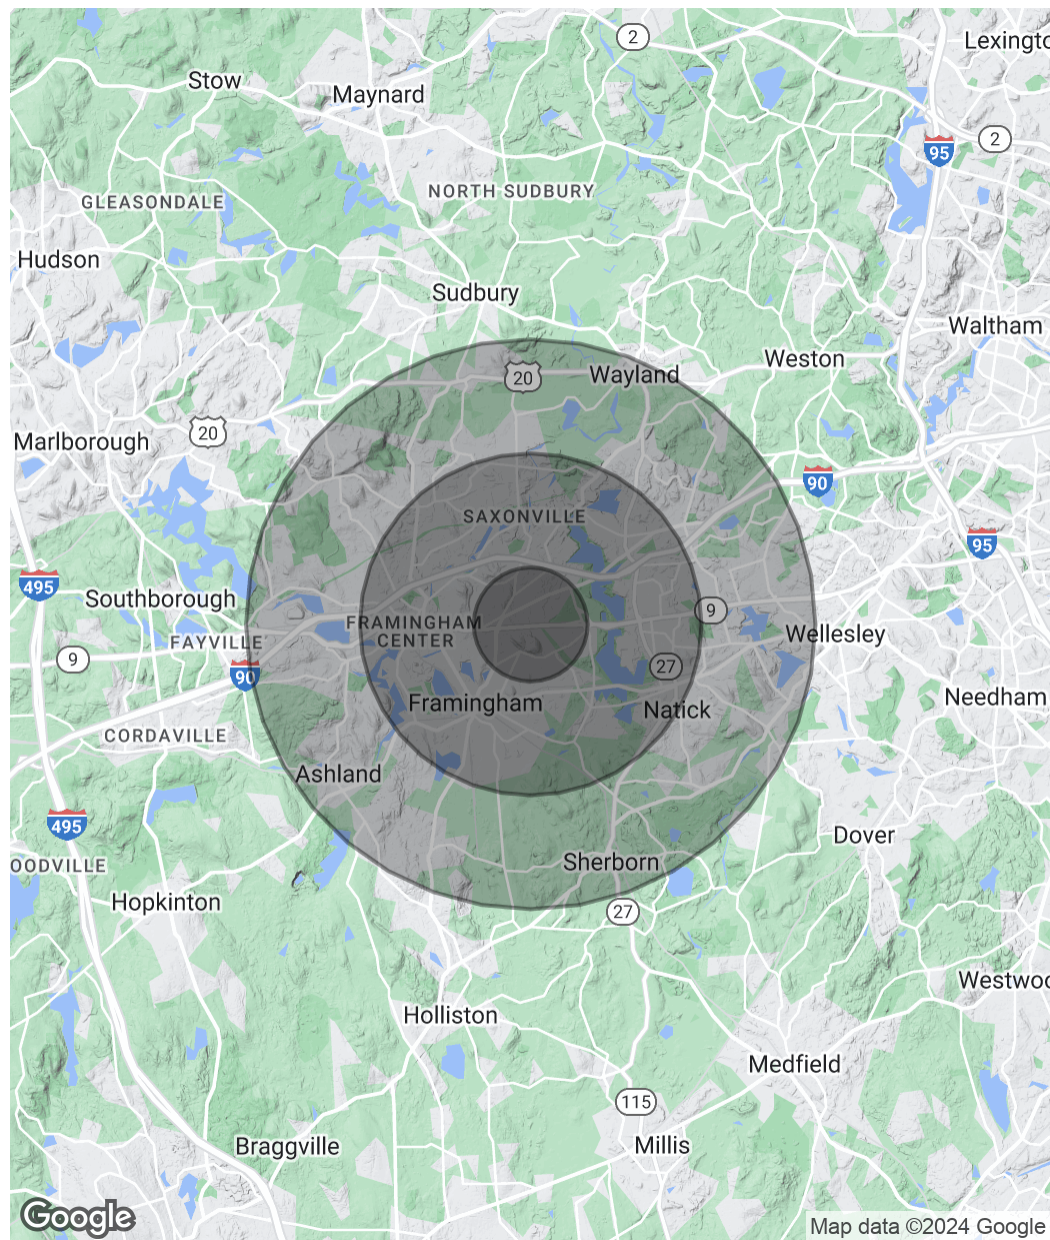 2
Lexingto
Stow
Maynard
95
2
NORTH SUDBURY
GLEASONDALE
Hudson
Sudbury
Waltham
Weston
20
Wayland
20
Marlborough
90
SAXONVILLE
95
495
Southborough
9
FRAMINGHAM
CENTER
FAYVILLE
Wellesley
9
27
90
Framingham
Natick
Needham
CORDAVILLE
Ashland
495
Dover
OODVILLE
Sherborn
Hopkinton
27
Westwoo
Holliston
Medfield
115
Braggville
Millis
Google
Map data ©2024 Google